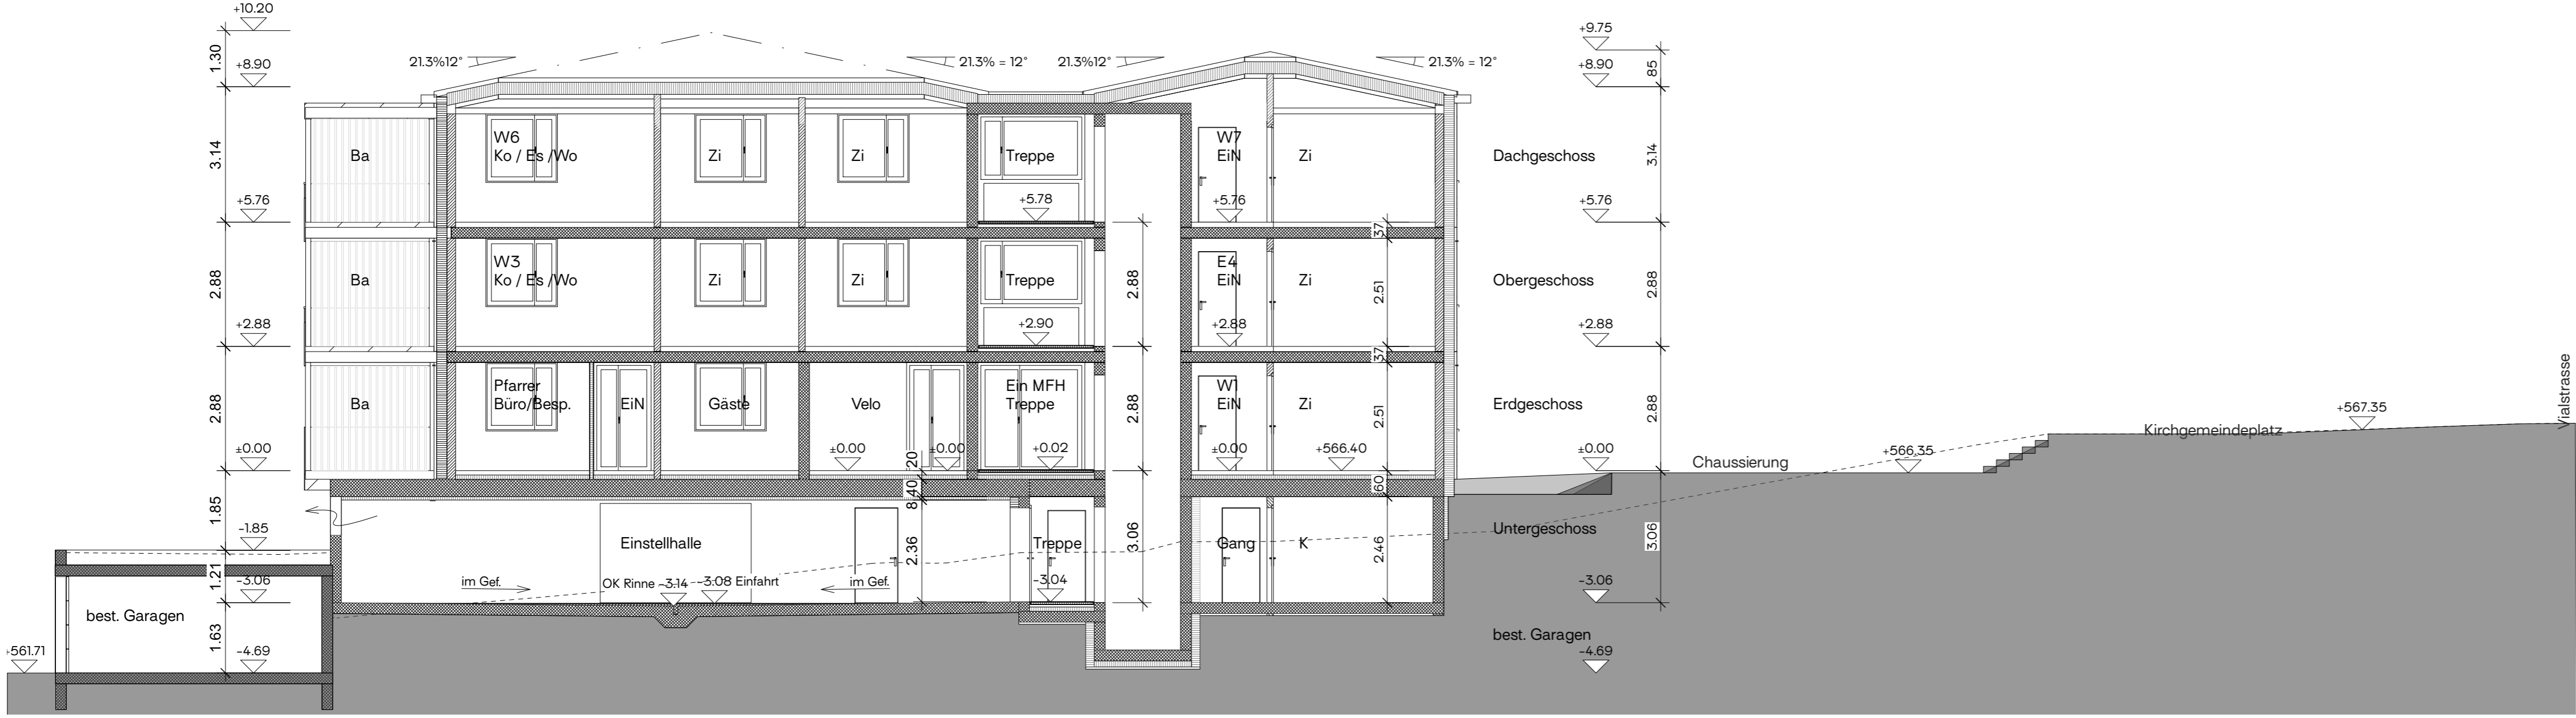 +10.20
1.30
+8.90
3.14
+5.76
2.88
+2.88
2.88
±0.00
1.85
-1.85
1.21
-3.06
1.63
-4.69
+561.71
best. Garagen
21.3%12°
21.3% = 12°
21.3%12°
21.3% = 12°
Ba
W6
Ko / Es /Wo
Zi
Zi
Treppe
+5.78
W7
EiN
+5.76
Zi
Ba
W3
Ko / Es /Wo
Zi
Zi
Treppe
+2.90
2.88
E4
EiN
+2.88
Zi
37
2.51
Ba
Pfarrer
Büro/Besp.
EiN
Gäste
Velo
±0.00
±0.00
Ein MFH
Treppe
+0.02
2.88
W1
EiN
±0.00
Zi
+566.40
37
2.51
20
40
8
60
Einstellhalle
im Gef.
OK Rinne -3.14
-3.08 Einfahrt
im Gef.
2.36
Treppe
-3.04
3.06
Gang
K
2.46
+9.75
+8.90
85
Dachgeschoss
3.14
+5.76
Obergeschoss
2.88
+2.88
Erdgeschoss
2.88
±0.00
Untergeschoss
3.06
-3.06
best. Garagen
-4.69
Chaussierung
+566.35
Kirchgemeindeplatz
+567.35
Vialstrasse